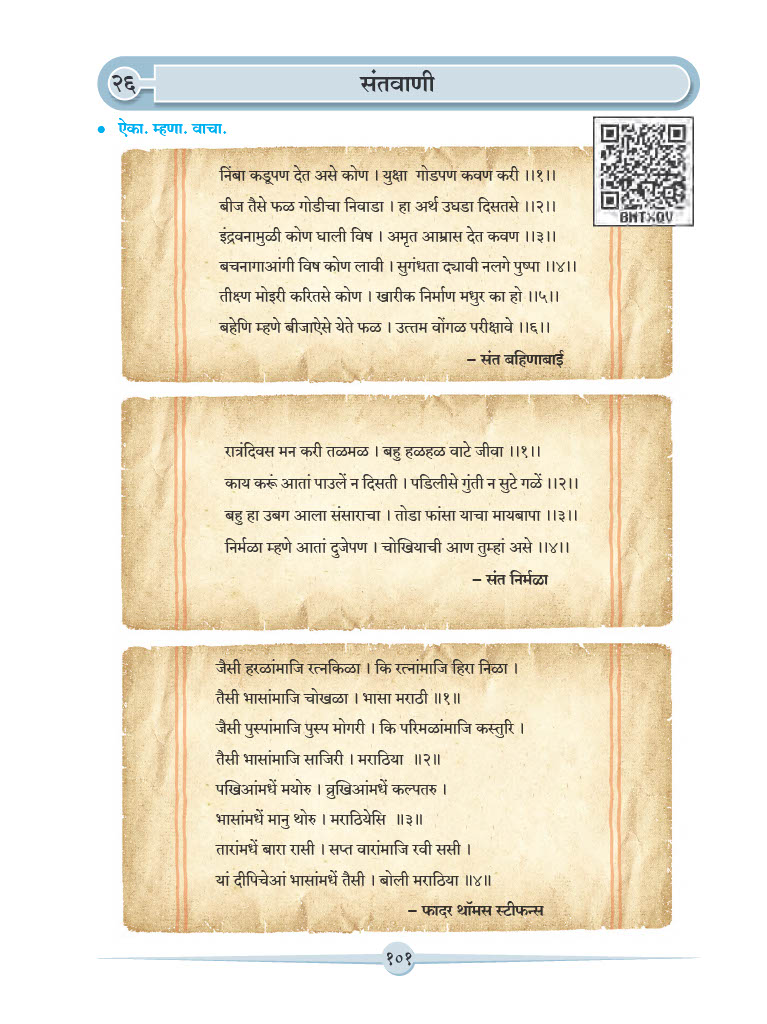 २६
संतवाणी
• ऐका. म्हणा. वाचा.
BMTXQV
निंबा कडूपण देत असे कोण । युक्षा गोडपण कवण करी ।।१।।
बीज तैसे फळ गोडीचा निवाडा । हा अर्थ उघडा दिसतसे ।।२।।
इंद्रवनामुळी कोण घाली विष । अमृत आम्रास देत कवण ।।३।।
बचनागाआंगी विष कोण लावी । सुगंधता द्यावी नलगे पुष्पा ।।४।।
तीक्ष्ण मोइरी करितसे कोण । खारीक निर्माण मधुर का हो ।।५।।
बहेणि म्हणे बीजाऐसे येते फळ । उत्तम वोंगळ परीक्षावे ।।६।।
– संत बहिणाबाई
रात्रंदिवस मन करी तळमळ । बहु हळहळ वाटे जीवा ।।१।।
काय करूं आतां पाउलें न दिसती । पडिलीसे गुंती न सुटे गळें ।।२।।
बहु हा उबग आला संसाराचा । तोडा फांसा याचा मायबापा ।।३।।
निर्मळा म्हणे आतां दुजेपण । चोखियाची आण तुम्हां असे ।।४।।
– संत निर्मळा
जैसी हरळांमाजि रत्नकिळा । कि रत्नांमाजि हिरा निळा ।
तैसी भासांमाजि चोखळा । भासा मराठी ॥१॥
जैसी पुस्पांमाजि पुस्प मोगरी । कि परिमळांमाजि कस्तुरि ।
तैसी भासांमाजि साजिरी । मराठिया ॥२॥
पखिआंमधें मयोरु । व्रुखिआंमधें कल्पतरु ।
भासांमधें मानु थोरु । मराठियेसि ॥३॥
तारांमधें बारा रासी । सप्त वारांमाजि रवी ससी ।
यां दीपिचेआं भासांमधें तैसी । बोली मराठिया ॥४॥
– फादर थॉमस स्टीफन्स
१०१